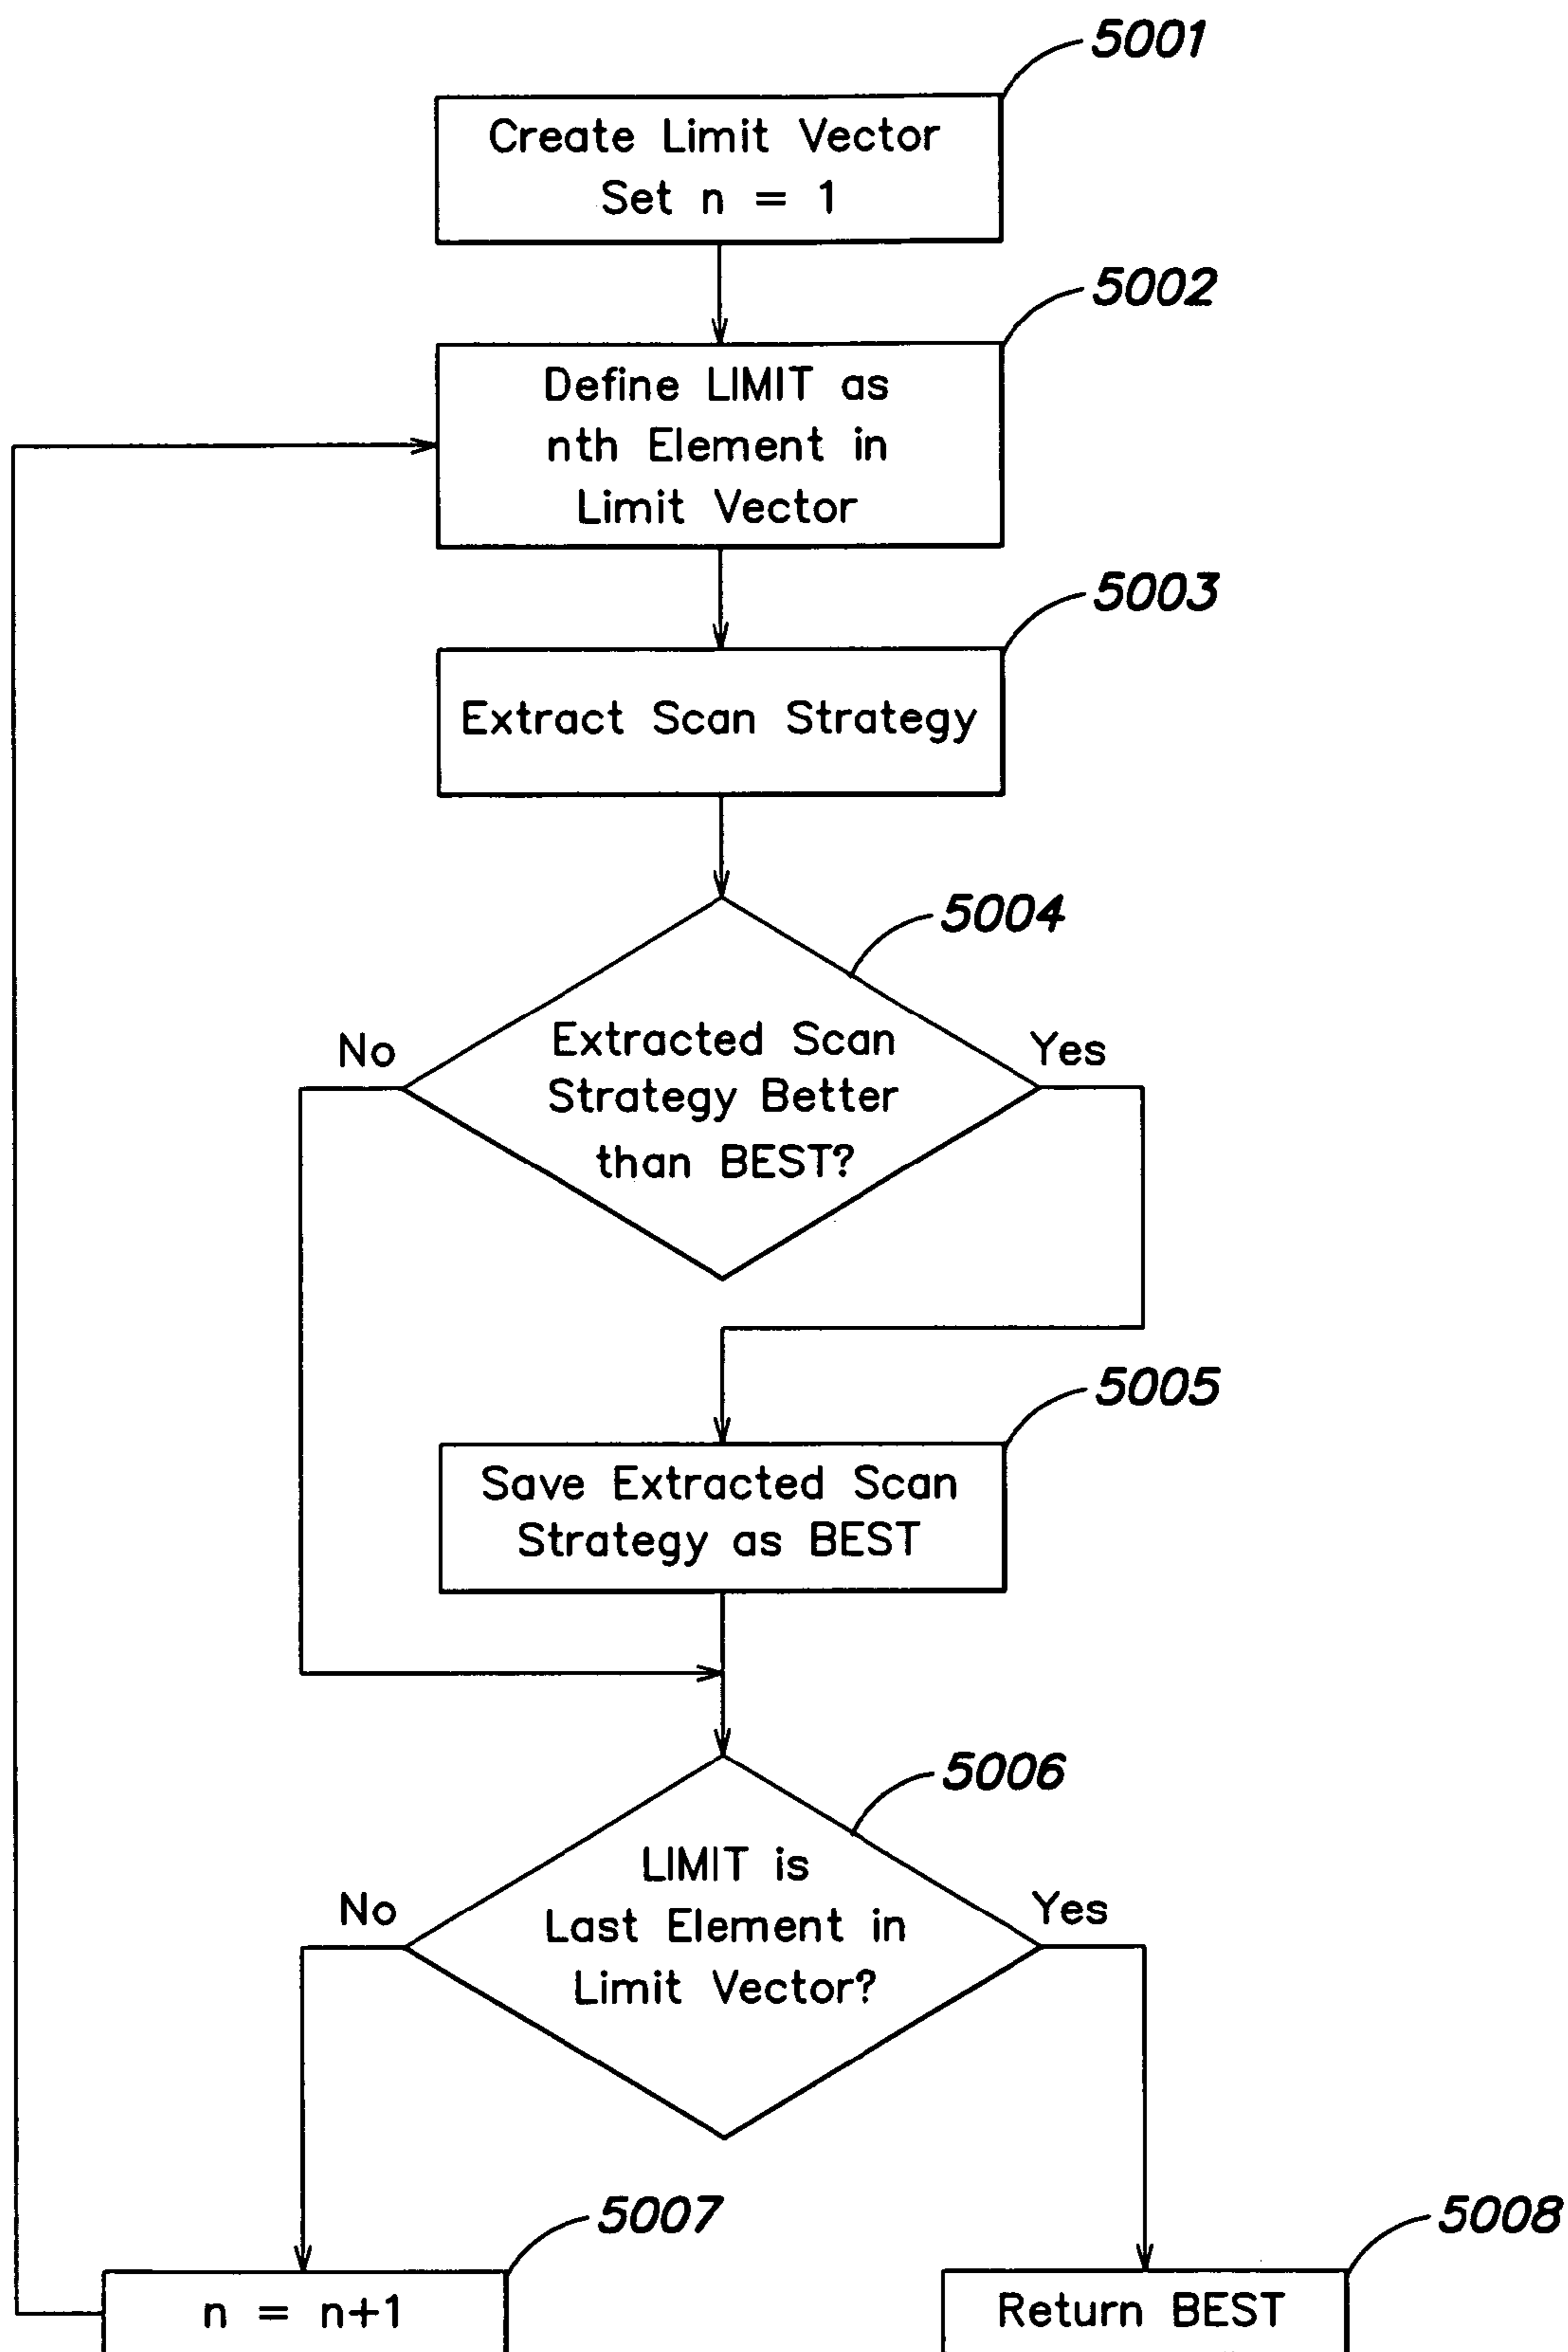 5001
Create Limit Vector
Set n = 1
5002
Define LIMIT as
nth Element in
Limit Vector
5003
Extract Scan Strategy
5004
No
Yes
Extracted Scan
Strategy Better
than BEST?
5005
Save Extracted Scan
Strategy as BEST
5006
No
Yes
LIMIT is
Last Element in
Limit Vector?
5007
n = n+1
5008
Return BEST